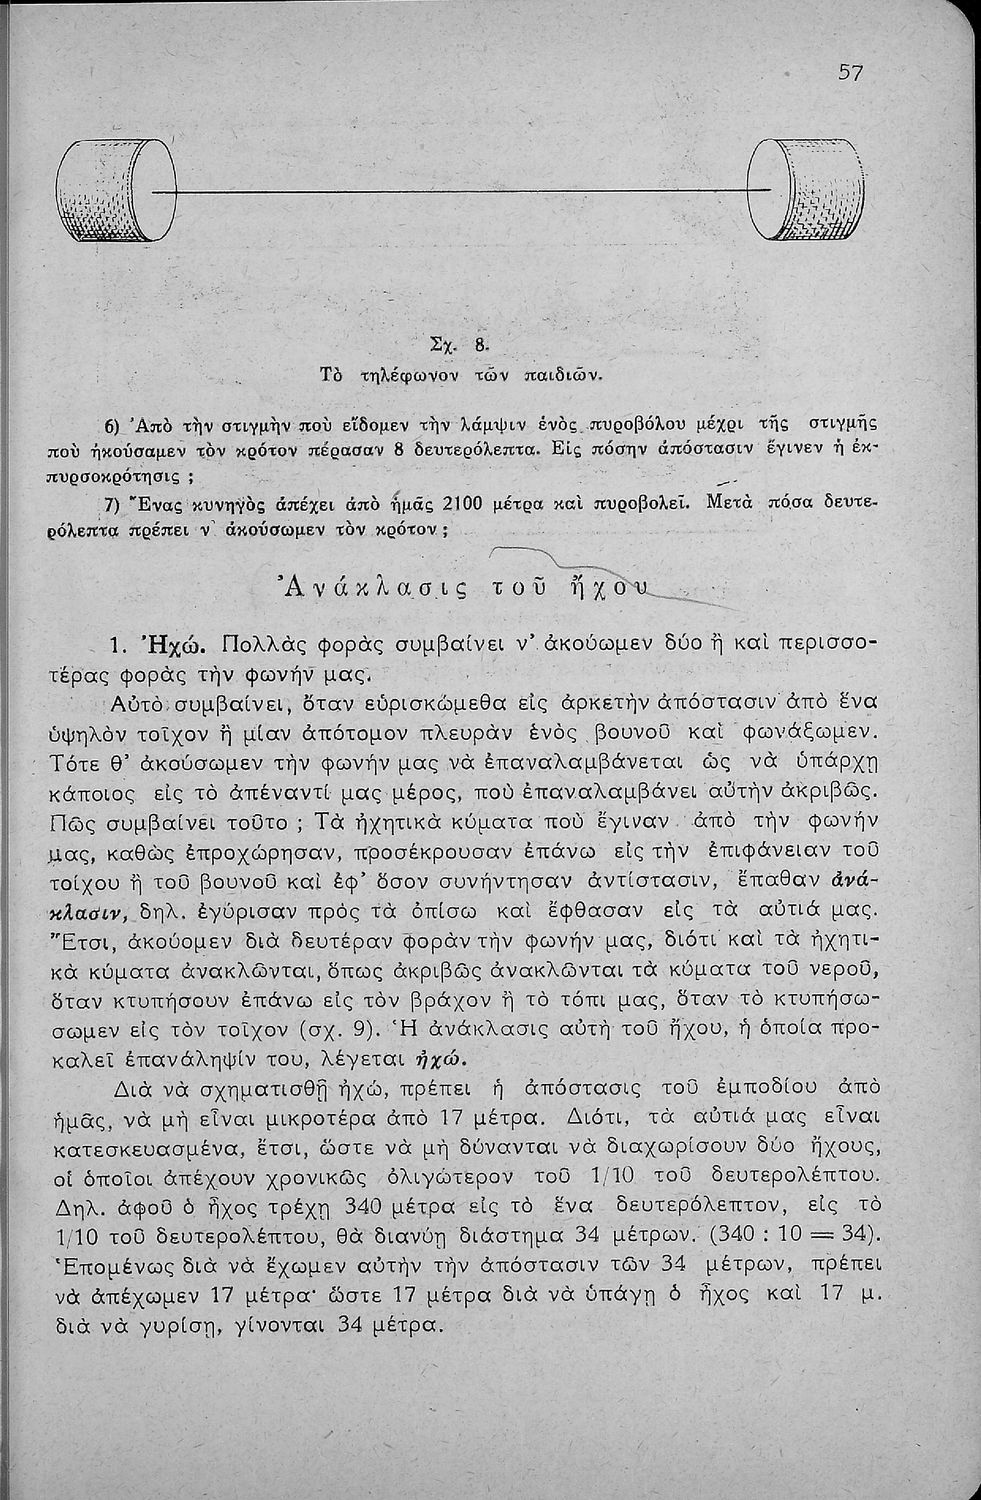 57
Σχ. 8.
Τὸ τηλέφωνον τῶν παιδιῶν.
6) Ἀπὸ τὴν στιγμὴν ποὺ εἴδομεν τὴν λάμψιν ἑνὸς πυροβόλου μέχρι τῆς στιγμῆς
ποὺ ἠκούσαμεν τὸν κρότον πέρασαν 8 δευτερόλεπτα. Εἰς πόσην ἀπόστασιν ἔγινεν ἡ ἐκ-
πυρσοκρότησις ;
7) Ἕνας κυνηγὸς ἀπέχει ἀπὸ ἡμᾶς 2100 μέτρα καὶ πυροβολεῖ. Μετὰ πόσα δευτε-
ρόλεπτα πρέπει ν' ἀκούσωμεν τὸν κρότον ;
Ἀνάκλασις τοῦ ἤχου
1. Ἠχώ. Πολλὰς φορὰς συμβαίνει ν' ἀκούωμεν δύο ἢ καὶ περισσο-
τέρας φορὰς τὴν φωνήν μας.
Αὐτὸ συμβαίνει, ὅταν εὑρισκώμεθα εἰς ἀρκετὴν ἀπόστασιν ἀπὸ ἕνα
ὑψηλὸν τοῖχον ἢ μίαν ἀπότομον πλευρὰν ἑνὸς βουνοῦ καὶ φωνάξωμεν.
Τότε θ' ἀκούσωμεν τὴν φωνήν μας νὰ ἐπαναλαμβάνεται ὡς νὰ ὑπάρχῃ
κάποιος εἰς τὸ ἀπέναντί μας μέρος, ποὺ ἐπαναλαμβάνει αὐτὴν ἀκριβῶς.
Πῶς συμβαίνει τοῦτο ; Τὰ ἠχητικὰ κύματα ποὺ ἔγιναν ἀπὸ τὴν φωνήν
μας, καθὼς ἐπροχώρησαν, προσέκρουσαν ἐπάνω εἰς τὴν ἐπιφάνειαν τοῦ
τοίχου ἢ τοῦ βουνοῦ καὶ ἐφ' ὅσον συνήντησαν ἀντίστασιν, ἔπαθαν ἀνά-
κλασιν, δηλ. ἐγύρισαν πρὸς τὰ ὀπίσω καὶ ἔφθασαν εἰς τὰ αὐτιά μας.
Ἔτσι, ἀκούομεν διὰ δευτέραν φορὰν τὴν φωνήν μας, διότι καὶ τὰ ἠχητι-
κὰ κύματα ἀνακλῶνται, ὅπως ἀκριβῶς ἀνακλῶνται τὰ κύματα τοῦ νεροῦ,
ὅταν κτυπήσουν ἐπάνω εἰς τὸν βράχον ἢ τὸ τόπι μας, ὅταν τὸ κτυπήσω-
σωμεν εἰς τὸν τοῖχον (σχ. 9). Ἡ ἀνάκλασις αὐτὴ τοῦ ἤχου, ἡ ὁποία προ-
καλεῖ ἐπανάληψίν του, λέγεται ἠχώ.
Διὰ νὰ σχηματισθῇ ἠχώ, πρέπει ἡ ἀπόστασις τοῦ ἐμποδίου ἀπὸ
ἡμᾶς, νὰ μὴ εἶναι μικροτέρα ἀπὸ 17 μέτρα. Διότι, τὰ αὐτιά μας εἶναι
κατεσκευασμένα, ἔτσι, ὥστε νὰ μὴ δύνανται νὰ διαχωρίσουν δύο ἤχους,
οἱ ὁποῖοι ἀπέχουν χρονικῶς ὀλιγώτερον τοῦ 1/10 τοῦ δευτερολέπτου.
Δηλ. ἀφοῦ ὁ ἦχος τρέχῃ 340 μέτρα εἰς τὸ ἕνα δευτερόλεπτον, εἰς τὸ
1/10 τοῦ δευτερολέπτου, θὰ διανύῃ διάστημα 34 μέτρων. (340 : 10 = 34).
Ἑπομένως διὰ νὰ ἔχωμεν αὐτὴν τὴν ἀπόστασιν τῶν 34 μέτρων, πρέπει
νὰ ἀπέχωμεν 17 μέτρα· ὥστε 17 μέτρα διὰ νὰ ὑπάγῃ ὁ ἦχος καὶ 17 μ.
διὰ νὰ γυρίσῃ, γίνονται 34 μέτρα.